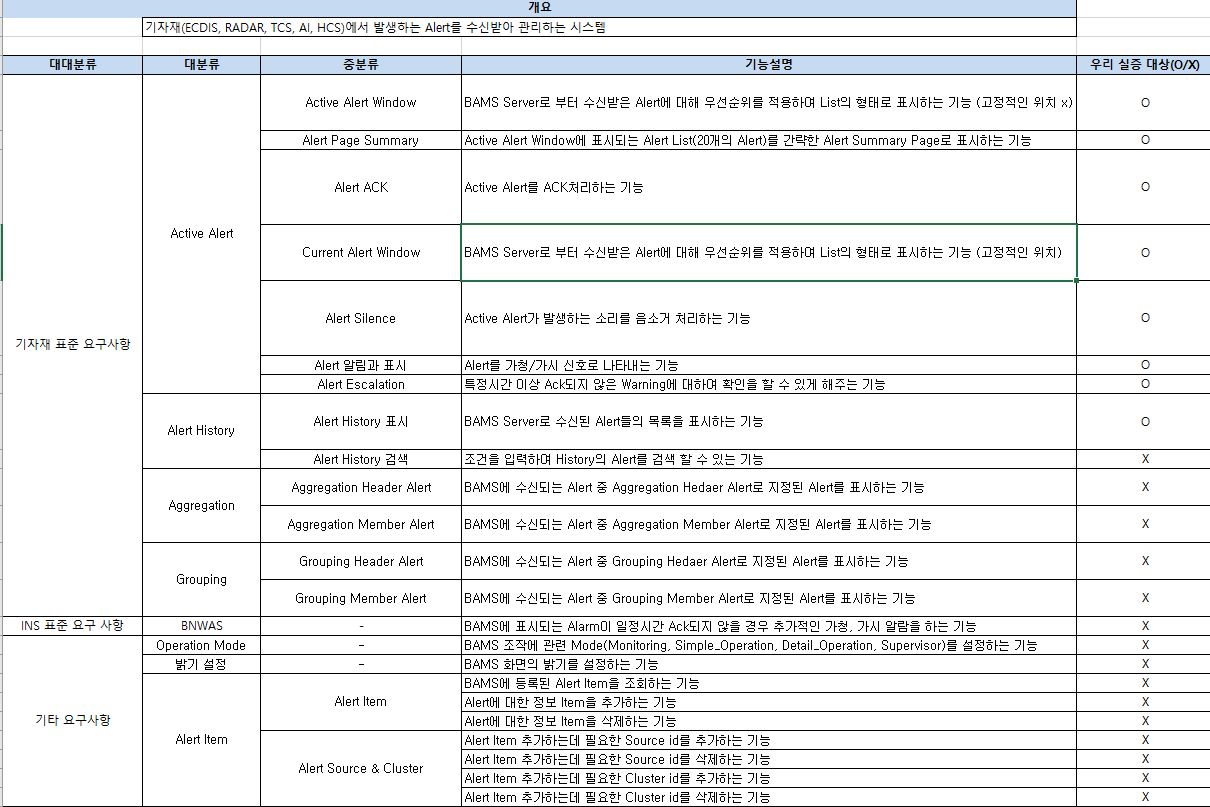 개요
기자재(ECDIS, RADAR, TCS, AI, HCS)에서 발생하는 Alert를 수신받아 관리하는 시스템
대대분류 대분류 중분류 기능설명 우리 실증 대상(O/X)
기자재 표준 요구사항
Active Alert
Active Alert Window BAMS Server로 부터 수신받은 Alert에 대해 우선순위를 적용하며 List의 형태로 표시하는 기능 (고정적인 위치 x) O
Alert Page Summary Active Alert Window에 표시되는 Alert List(20개의 Alert)를 간략한 Alert Summary Page로 표시하는 기능 O
Alert ACK Active Alert를 ACK처리하는 기능 O
Current Alert Window BAMS Server로 부터 수신받은 Alert에 대해 우선순위를 적용하며 List의 형태로 표시하는 기능 (고정적인 위치) O
Alert Silence Active Alert가 발생하는 소리를 음소거 처리하는 기능 O
Alert 알림과 표시 Alert를 가청/가시 신호로 나타내는 기능 O
Alert Escalation 특정시간 이상 Ack되지 않은 Warning에 대하여 확인을 할 수 있게 해주는 기능 O
Alert History
Alert History 표시 BAMS Server로 수신된 Alert들의 목록을 표시하는 기능 O
Alert History 검색 조건을 입력하며 History의 Alert를 검색 할 수 있는 기능 X
Aggregation
Aggregation Header Alert BAMS에 수신되는 Alert 중 Aggregation Hedaer Alert로 지정된 Alert를 표시하는 기능 X
Aggregation Member Alert BAMS에 수신되는 Alert 중 Aggregation Member Alert로 지정된 Alert를 표시하는 기능 X
Grouping
Grouping Header Alert BAMS에 수신되는 Alert 중 Grouping Hedaer Alert로 지정된 Alert를 표시하는 기능 X
Grouping Member Alert BAMS에 수신되는 Alert 중 Grouping Member Alert로 지정된 Alert를 표시하는 기능 X
INS 표준 요구 사항 BNWAS - BAMS에 표시되는 Alarm이 일정시간 Ack되지 않을 경우 추가적인 가청, 가시 알람을 하는 기능 X
기타 요구사항
Operation Mode - BAMS 조작에 관련 Mode(Monitoring, Simple_Operation, Detail_Operation, Supervisor)를 설정하는 기능 X
밝기 설정 - BAMS 화면의 밝기를 설정하는 기능 X
Alert Item
Alert Item BAMS에 등록된 Alert Item을 조회하는 기능 X
Alert에 대한 정보 Item을 추가하는 기능 X
Alert에 대한 정보 Item을 삭제하는 기능 X
Alert Source & Cluster Alert Item 추가하는데 필요한 Source id를 추가하는 기능 X
Alert Item 추가하는데 필요한 Source id를 삭제하는 기능 X
Alert Item 추가하는데 필요한 Cluster id를 추가하는 기능 X
Alert Item 추가하는데 필요한 Cluster id를 삭제하는 기능 X